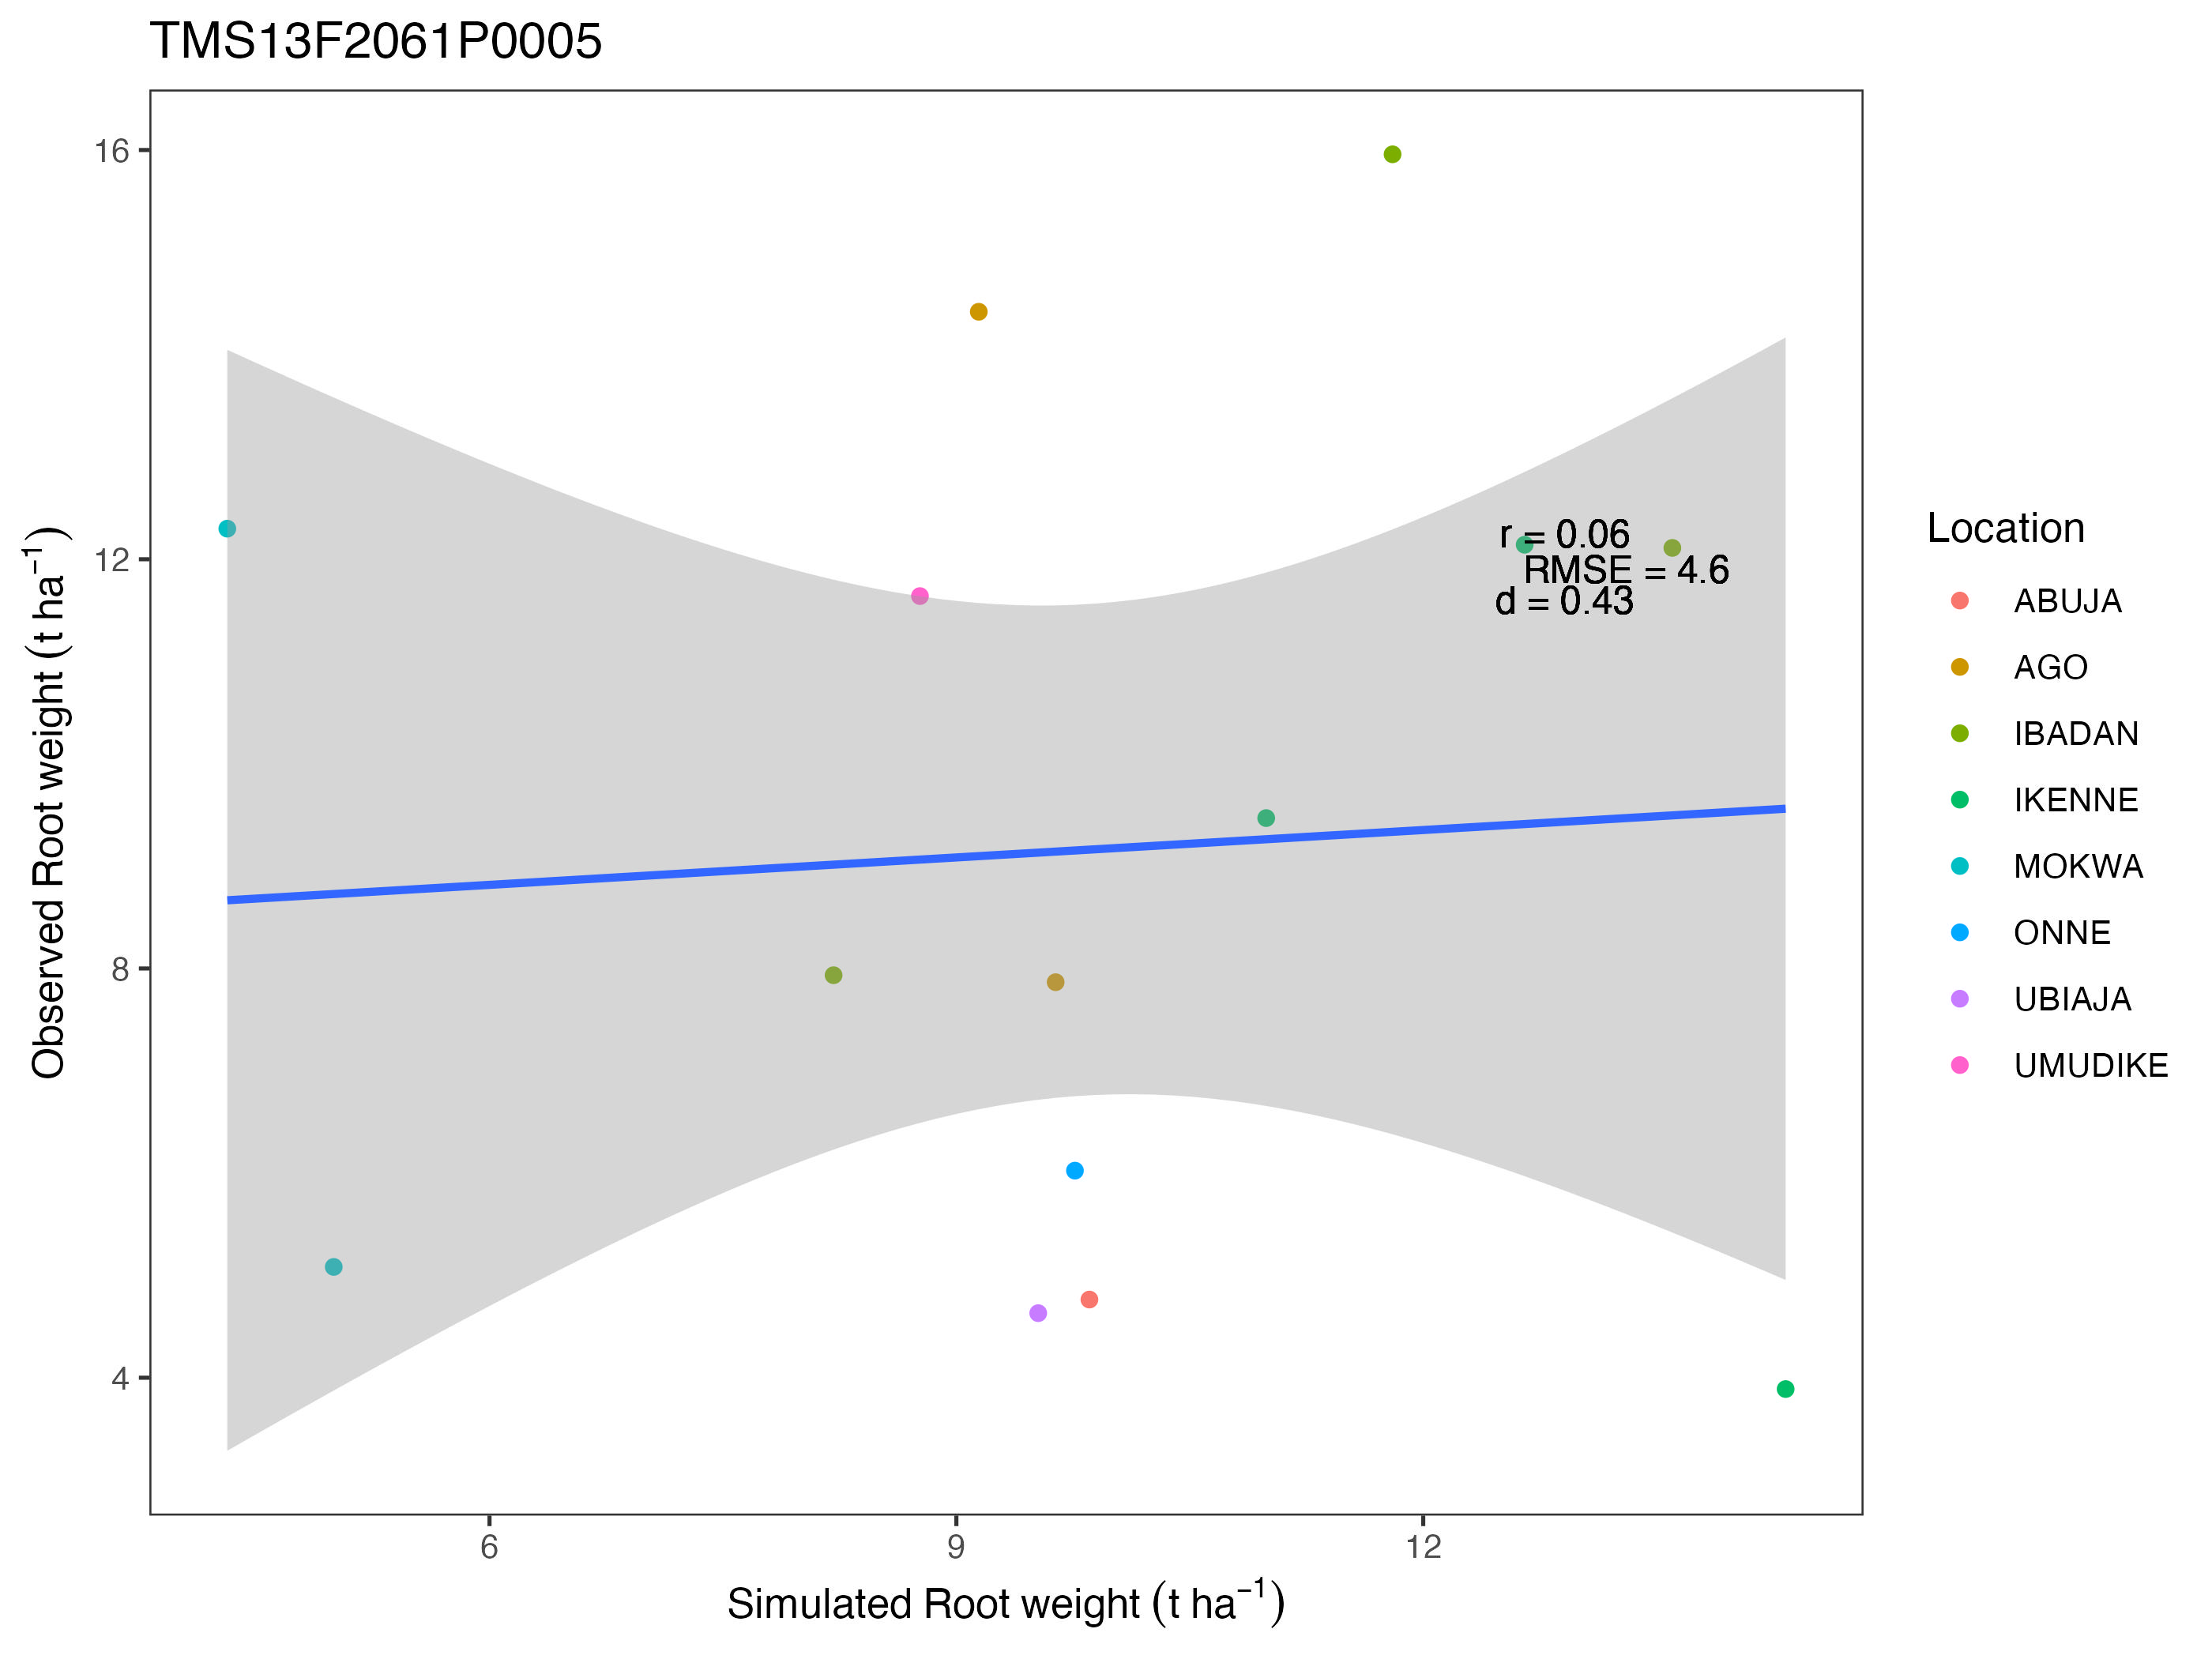 TMS13F2061P0005
Observed Root weight (t ha⁻¹)
16
12
8
4
r = 0.06
RMSE = 4.6
d = 0.43
6
9
12
Simulated Root weight (t ha⁻¹)
Location
ABUJA
AGO
IBADAN
IKENNE
MOKWA
ONNE
UBIAJA
UMUDIKE